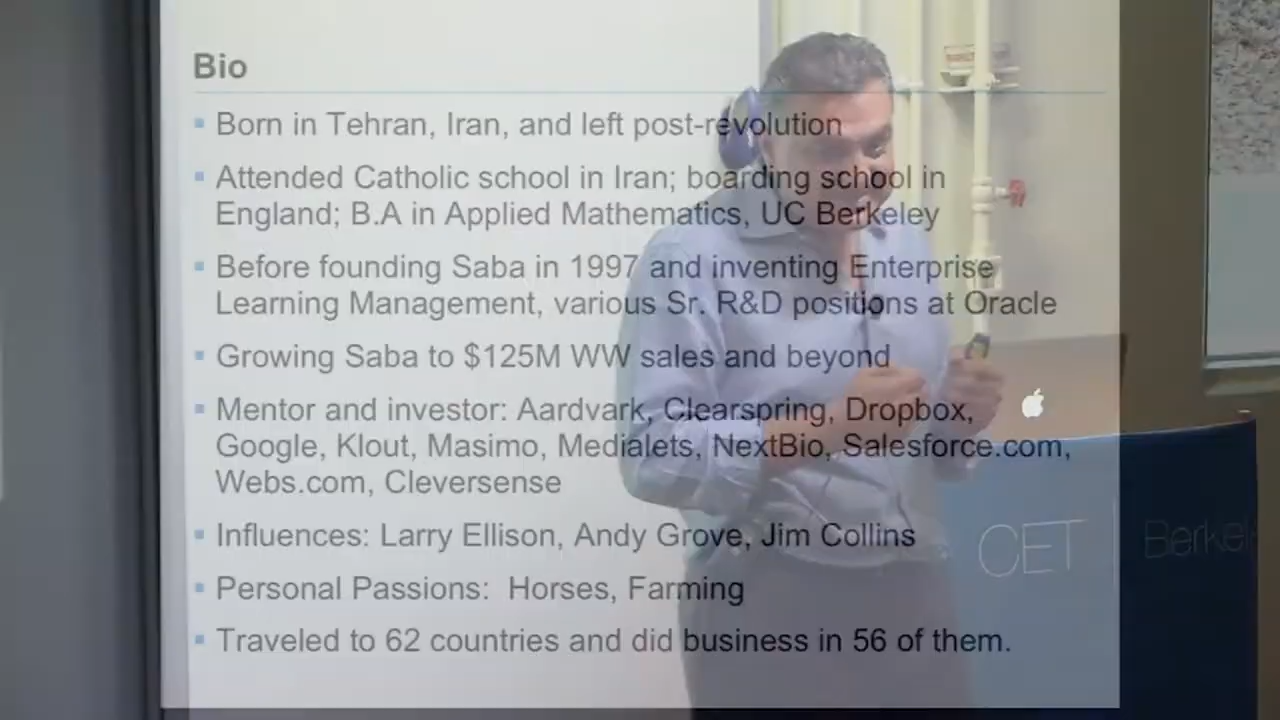 Bio
Born in Tehran, Iran, and left post-revolution
Attended Catholic school in Iran; boarding school in
England; B.A in Applied Mathematics, UC Berkeley
Before founding Saba in 1997 and inventing Enterprise
Learning Management, various Sr. R&D positions at Oracle
Growing Saba to $125M WW sales and beyond
Mentor and investor: Aardvark, Clearspring, Dropbox,
Google, Klout, Masimo, Medialets, NextBio, Salesforce.com,
Webs.com, Cleversense
Influences: Larry Ellison, Andy Grove, Jim Collins
Personal Passions:  Horses, Farming
Traveled to 62 countries and did business in 56 of them.
CET
Berkele